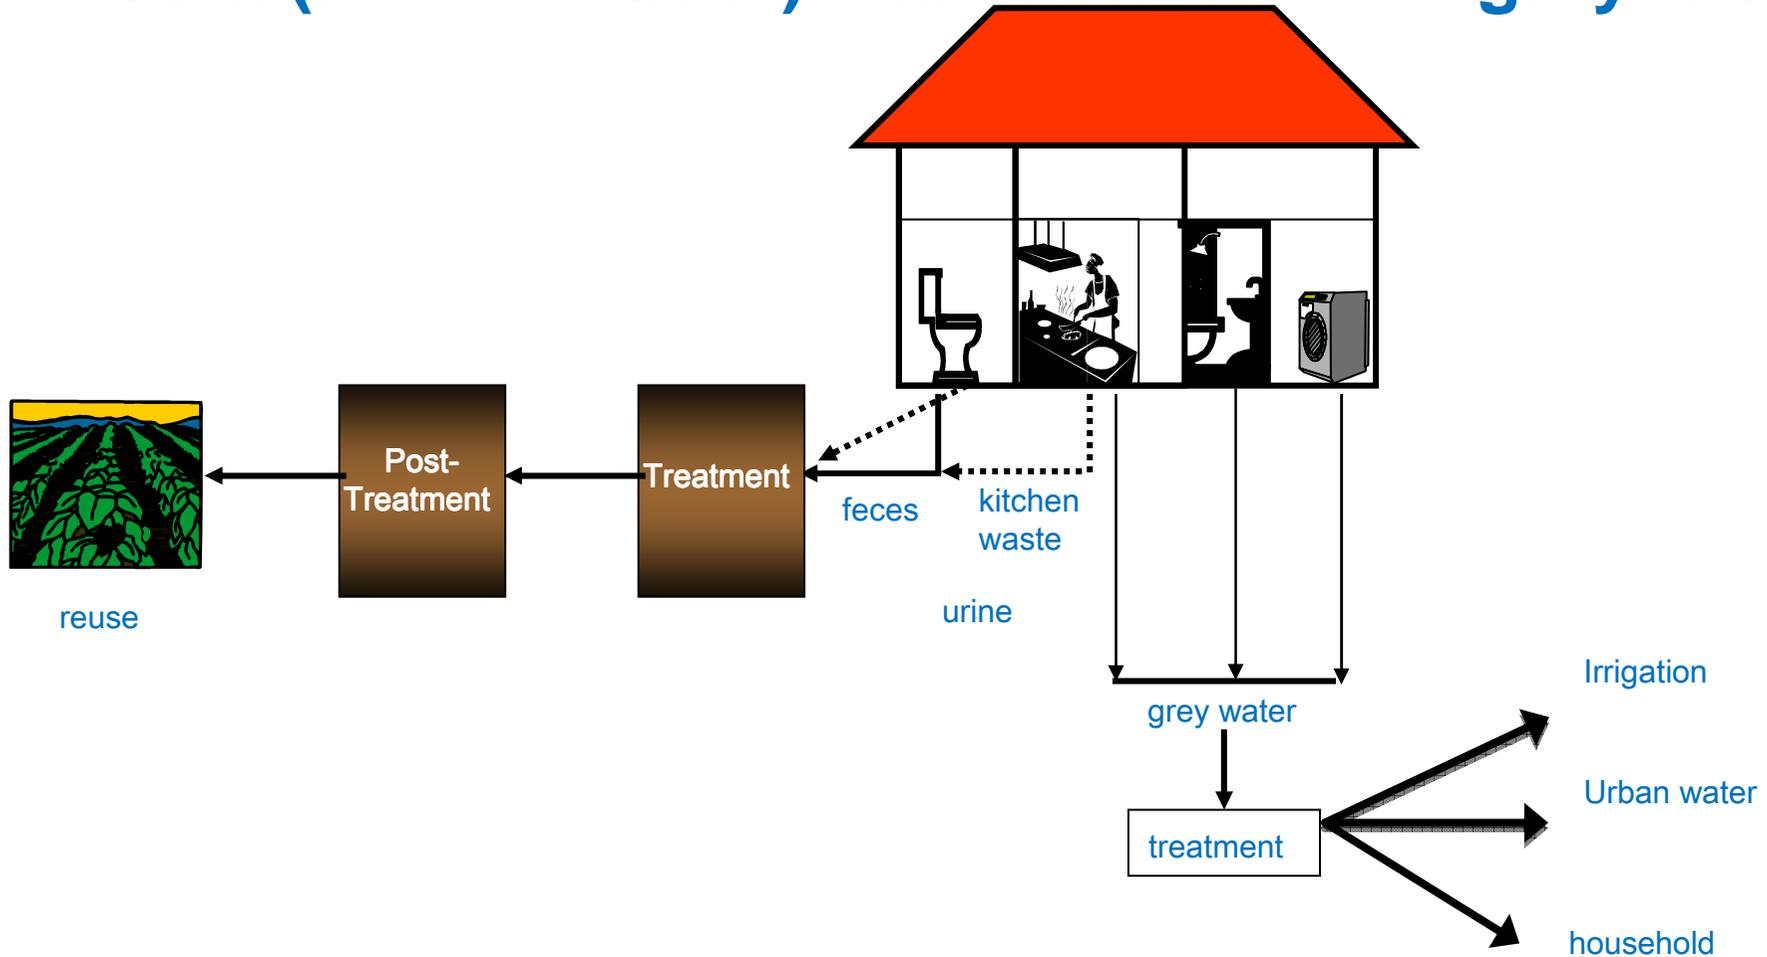 Post-
Treatment
Treatment
feces
kitchen
waste
urine
reuse
grey water
treatment
Irrigation
Urban water
household